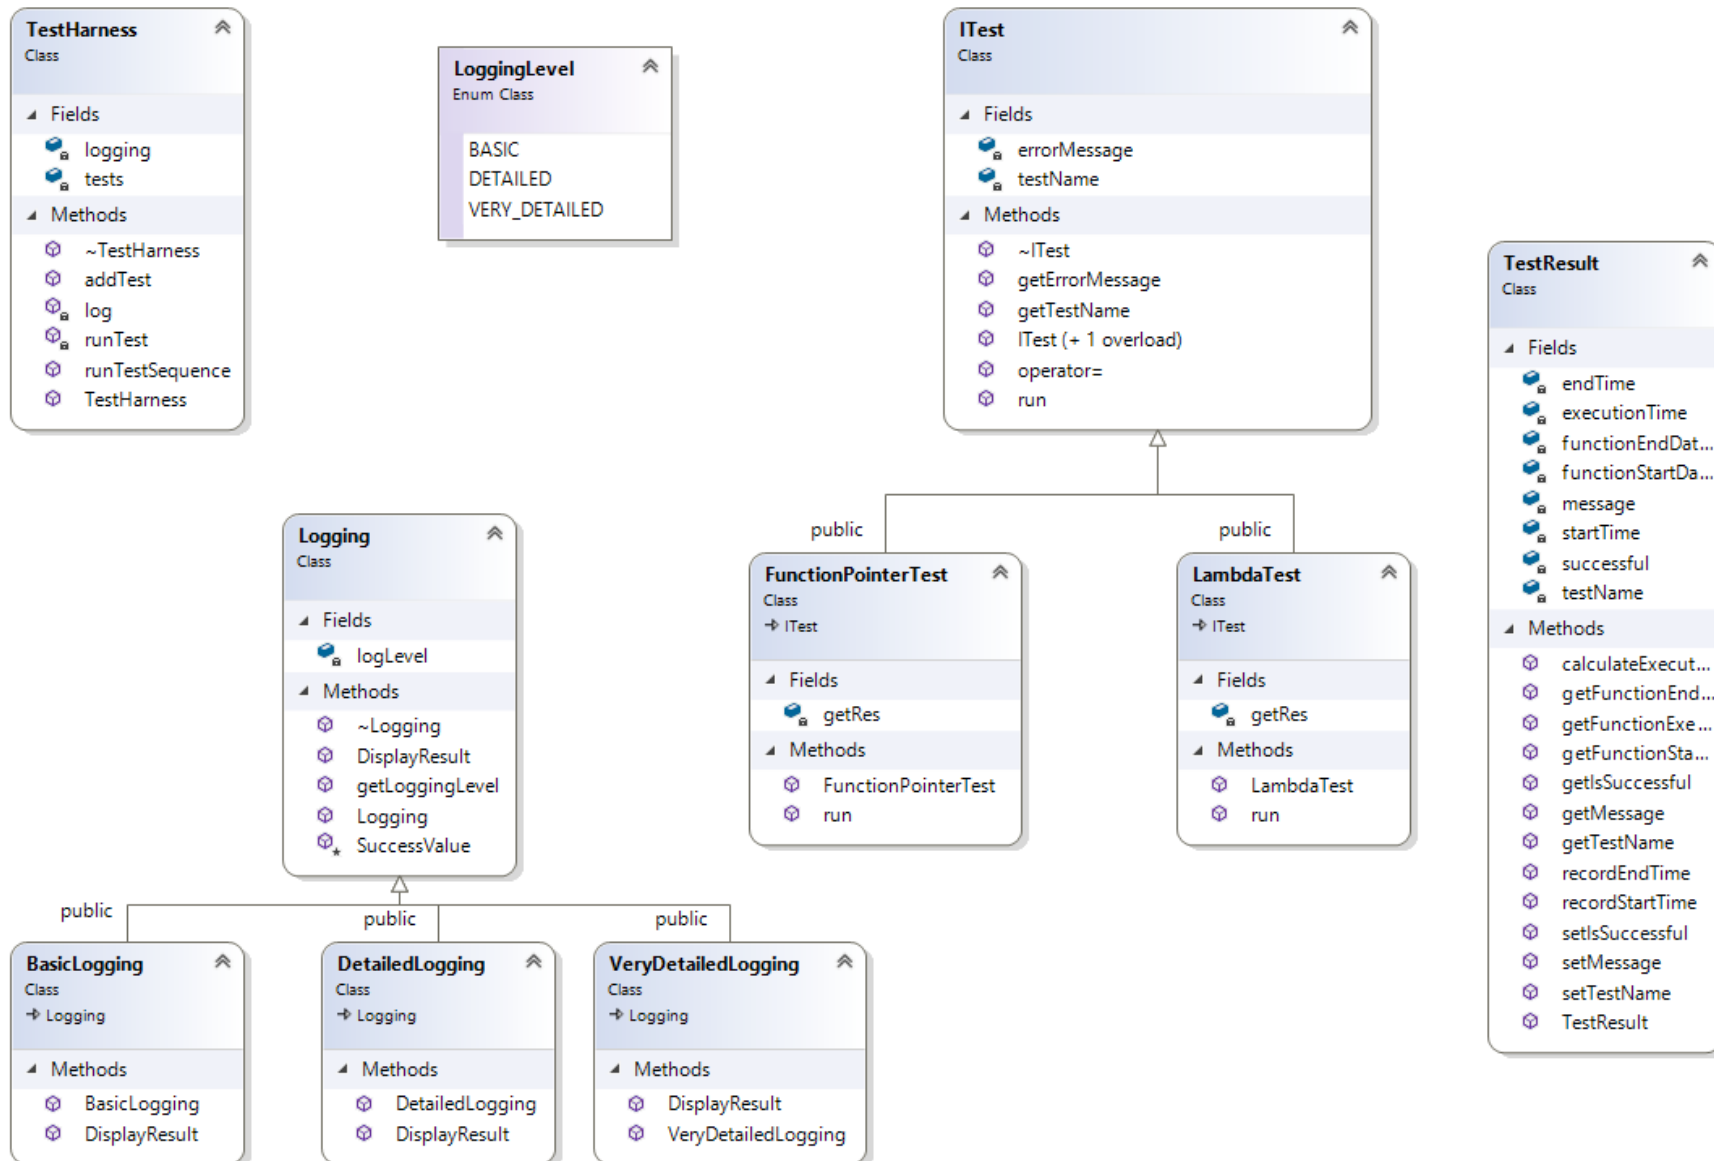 TestHarness
Class
Fields
logging
tests
Methods
~TestHarness
addTest
log
runTest
runTestSequence
TestHarness
LoggingLevel
Enum Class
BASIC
DETAILED
VERY_DETAILED
ITest
Class
Fields
errorMessage
testName
Methods
~ITest
getErrorMessage
getTestName
ITest (+ 1 overload)
operator=
run
TestResult
Class
Fields
endTime
executionTime
functionEndDat...
functionStartDa...
message
startTime
successful
testName
Methods
calculateExecut...
getFunctionEnd...
getFunctionExe...
getFunctionSta...
getIsSuccessful
getMessage
getTestName
recordEndTime
recordStartTime
setIsSuccessful
setMessage
setTestName
TestResult
Logging
Class
Fields
logLevel
Methods
~Logging
DisplayResult
getLoggingLevel
Logging
SuccessValue
public
FunctionPointerTest
Class
ITest
Fields
getRes
Methods
FunctionPointerTest
run
public
LambdaTest
Class
ITest
Fields
getRes
Methods
LambdaTest
run
public
BasicLogging
Class
Logging
Methods
BasicLogging
DisplayResult
public
DetailedLogging
Class
Logging
Methods
DetailedLogging
DisplayResult
public
VeryDetailedLogging
Class
Logging
Methods
DisplayResult
VeryDetailedLogging